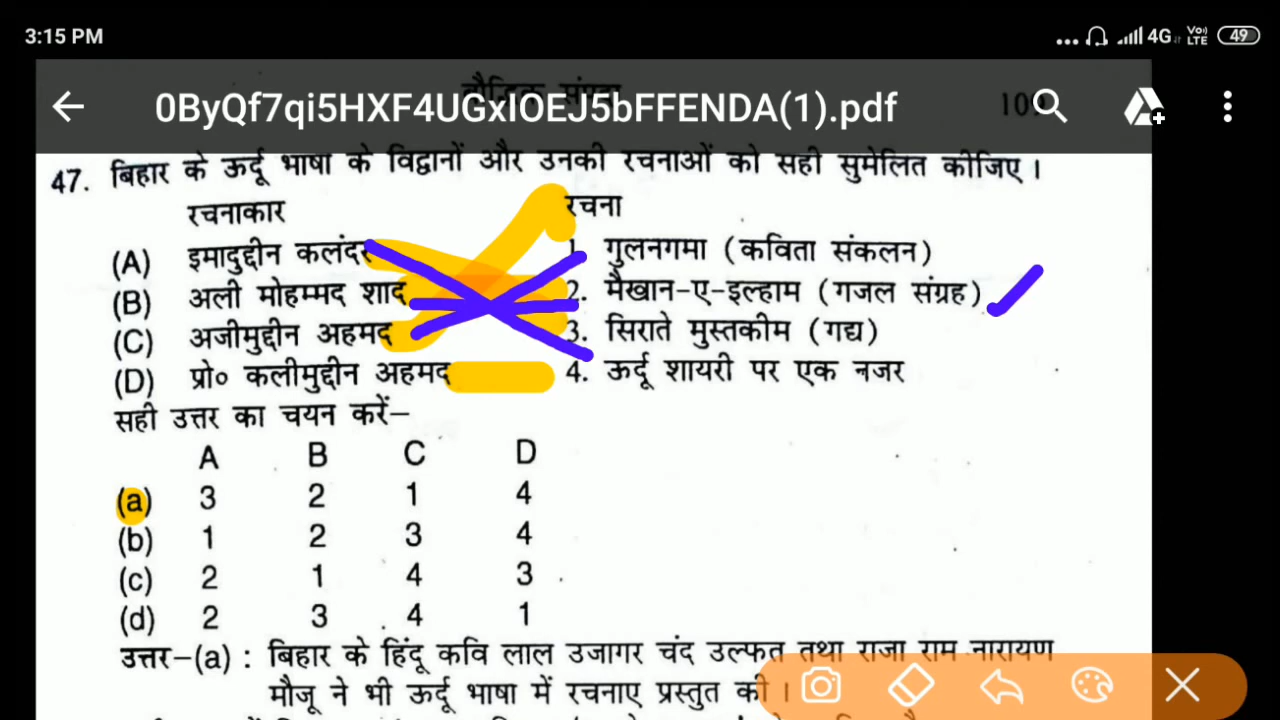 3:15 PM 4G Vo) LTE 49
0ByQf7qi5HXF4UGxIOEJ5bFFENDA(1).pdf
47. बिहार के ऊर्दू भाषा के विद्वानों और उनकी रचनाओं को सही सुमेलित कीजिए।
रचनाकार रचना
(A) इमादुद्दीन कलंदर 1. गुलनगमा (कविता संकलन)
(B) अली मोहम्मद शाद 2. मैखान-ए-इल्हाम (गजल संग्रह)
(C) अजीमुद्दीन अहमद 3. सिराते मुस्तकीम (गद्य)
(D) प्रो० कलीमुद्दीन अहमद 4. ऊर्दू शायरी पर एक नजर
सही उत्तर का चयन करें–
A B C D
(a) 3 2 1 4
(b) 1 2 3 4
(c) 2 1 4 3
(d) 2 3 4 1
उत्तर–(a) : बिहार के हिंदू कवि लाल उजागर चंद उल्फत तथा राजा राम नारायण
मौजू ने भी ऊर्दू भाषा में रचनाए प्रस्तुत की।